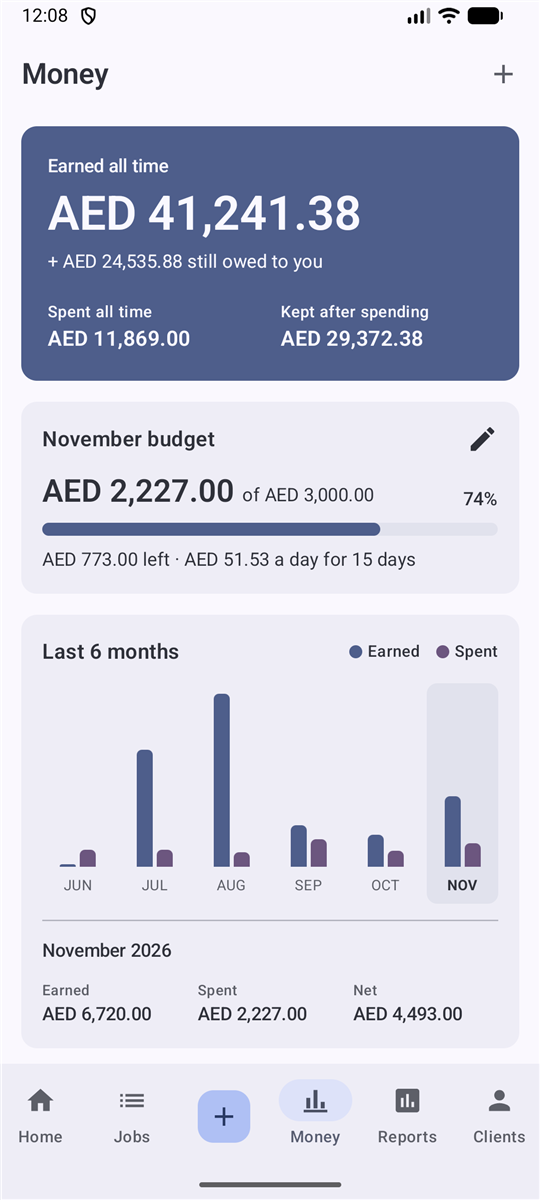 12:08
Money
Earned all time
AED 41,241.38
+ AED 24,535.88 still owed to you
Spent all time Kept after spending
AED 11,869.00 AED 29,372.38
November budget
AED 2,227.00 of AED 3,000.00 74%
AED 773.00 left · AED 51.53 a day for 15 days
Last 6 months Earned Spent
JUN JUL AUG SEP OCT NOV
November 2026
Earned Spent Net
AED 6,720.00 AED 2,227.00 AED 4,493.00
Home Jobs Money Reports Clients